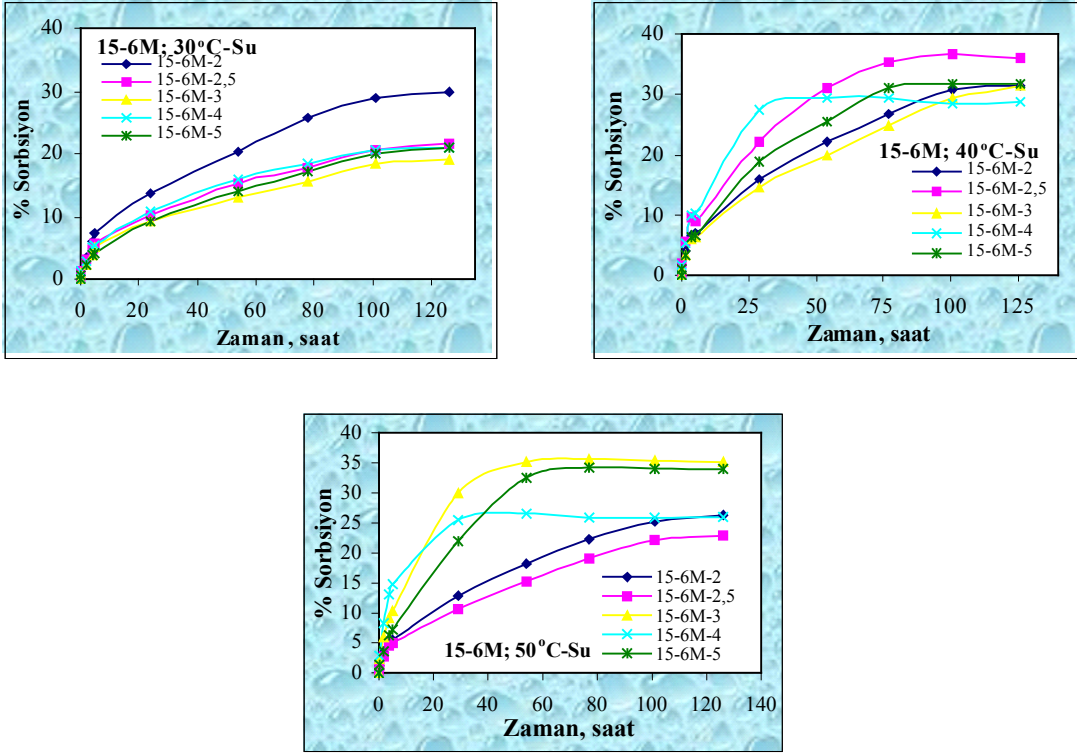 15-6M; 30°C-Su
15-6M-2
15-6M-2,5
15-6M-3
15-6M-4
15-6M-5
% Sorbsiyon
40
30
20
10
0
0 20 40 60 80 100 120
Zaman, saat
15-6M; 40°C-Su
15-6M-2
15-6M-2,5
15-6M-3
15-6M-4
15-6M-5
% Sorbsiyon
40
30
20
10
0
0 25 50 75 100 125
Zaman, saat
% Sorbsiyon
40
35
30
25
20
15
10
5
0
15-6M-2
15-6M-2,5
15-6M-3
15-6M-4
15-6M-5
15-6M; 50°C-Su
0 20 40 60 80 100 120 140
Zaman, saat